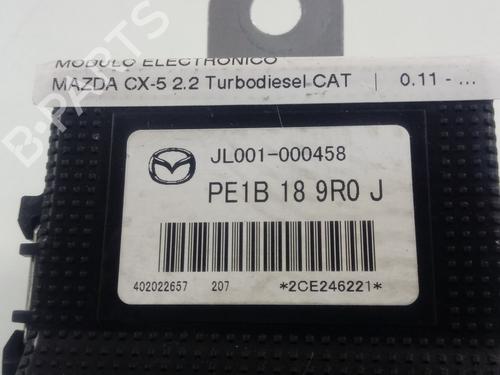 MODULO ELECTRONICO
MAZDA CX-5 2.2 Turbodiesel CAT | 0.11 - ...
JL001-000458
PE1B 18 9R0 J
402022657 207 *2CE246221*
B-PARTS